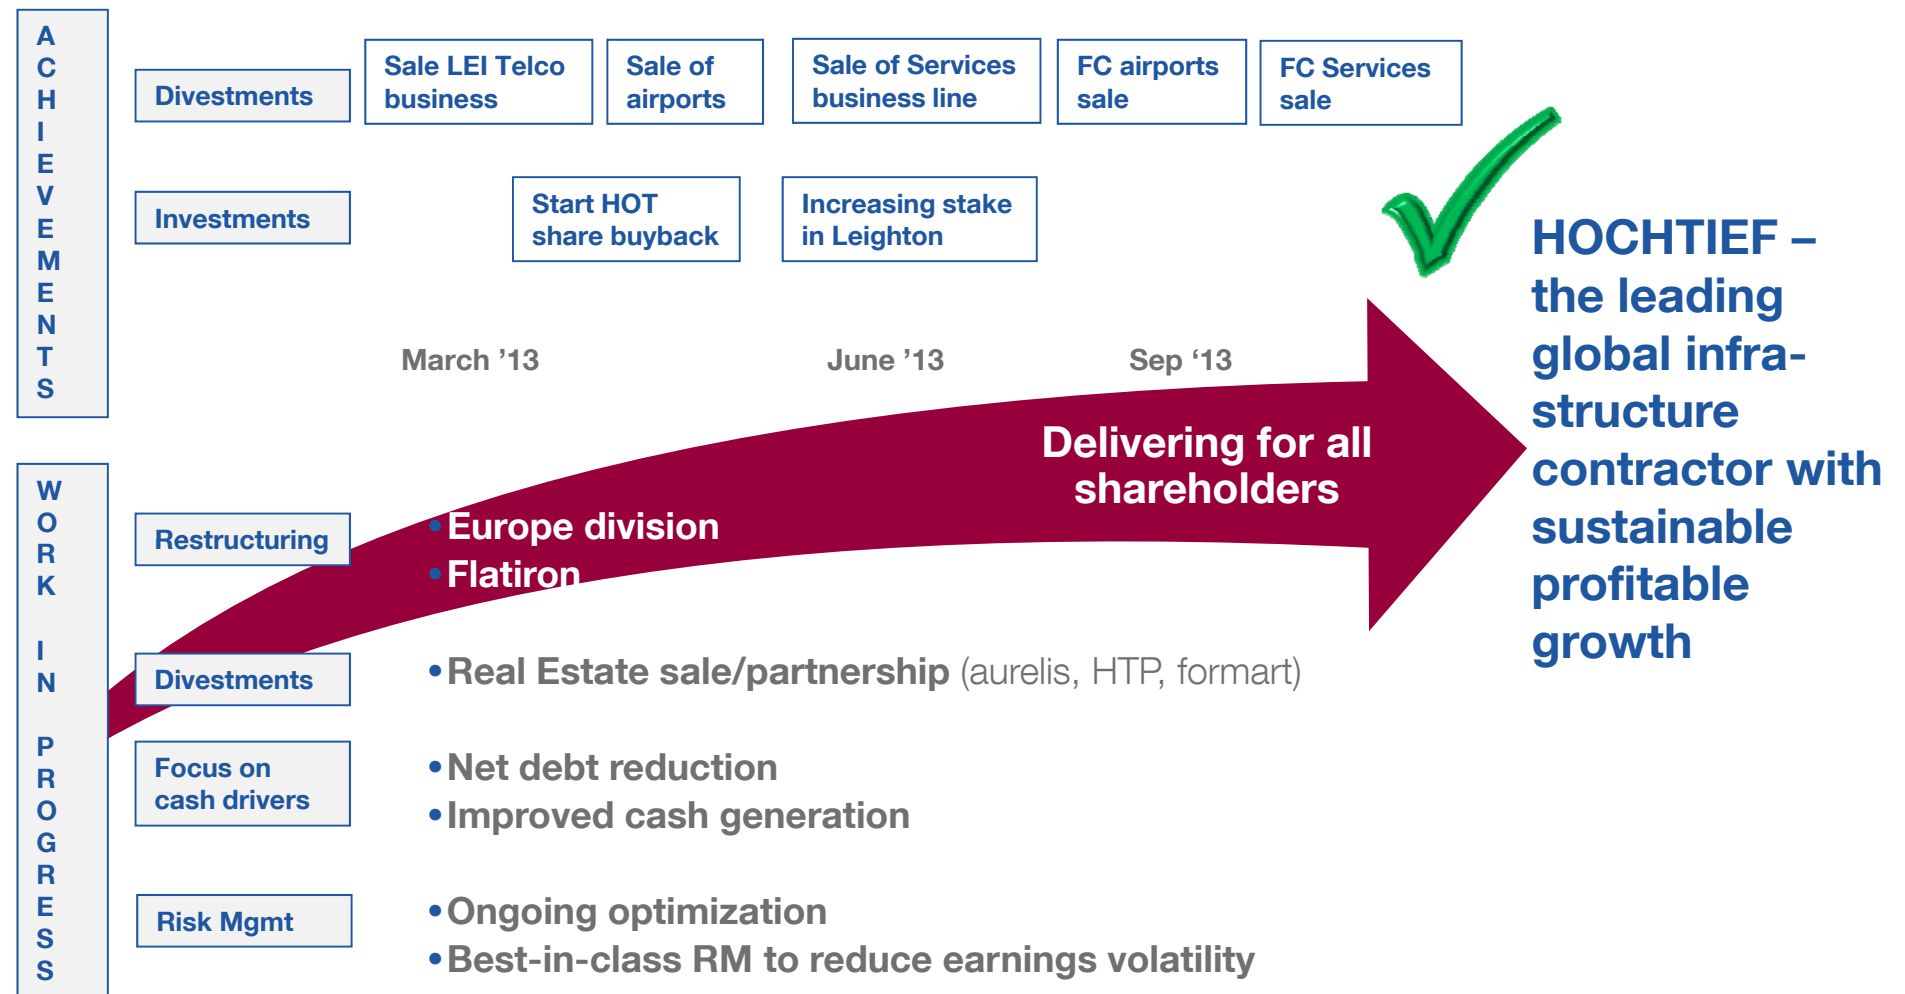 ACHIEVEMENTS
Divestments
Sale LEI Telco
business
Sale of
airports
Sale of Services
business line
FC airports
sale
FC Services
sale
Investments
Start HOT
share buyback
Increasing stake
in Leighton
March ’13
June ’13
Sep ‘13
Delivering for all
shareholders
HOCHTIEF –
the leading
global infra-
structure
contractor with
sustainable
profitable
growth
WORK IN PROGRESS
Restructuring
•Europe division
•Flatiron
Divestments
•Real Estate sale/partnership (aurelis, HTP, formart)
Focus on
cash drivers
•Net debt reduction
•Improved cash generation
Risk Mgmt
•Ongoing optimization
•Best-in-class RM to reduce earnings volatility